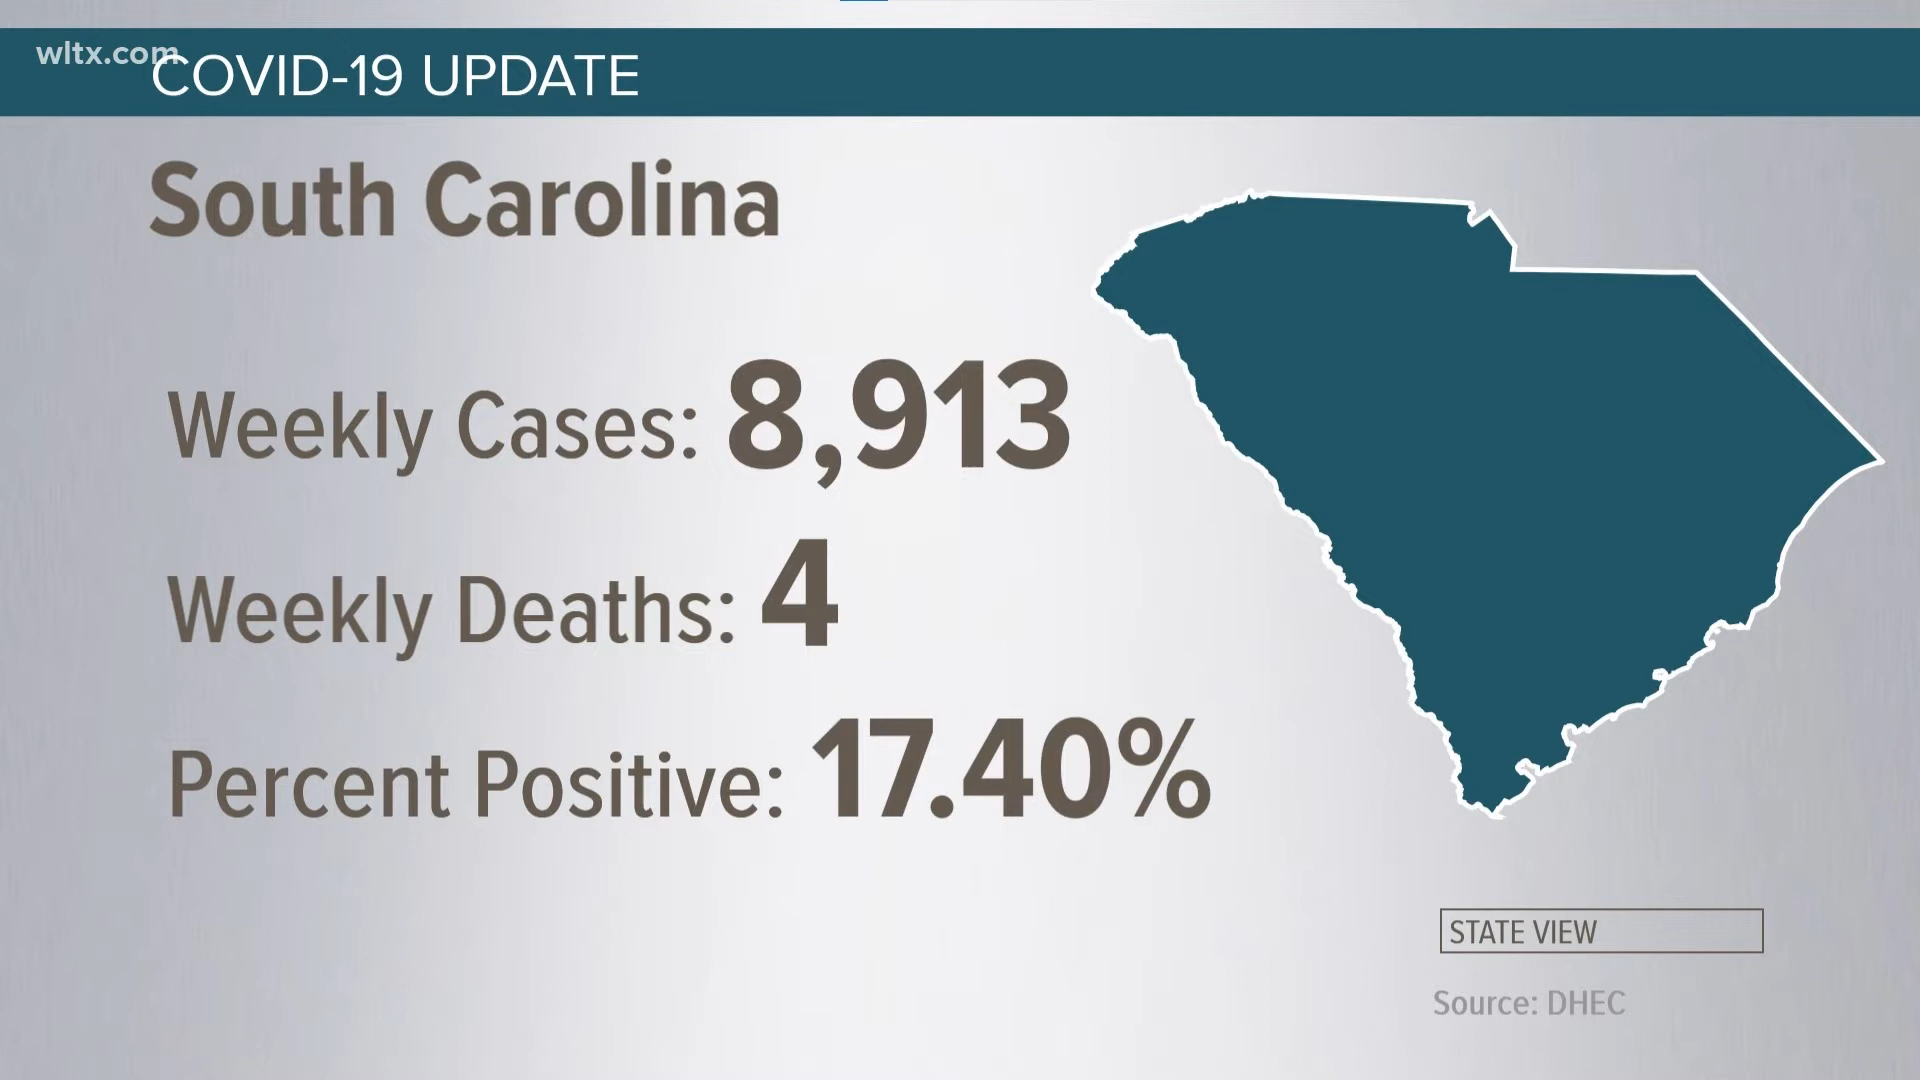 wltx.com
COVID-19 UPDATE
South Carolina
Weekly Cases: 8,913
Weekly Deaths: 4
Percent Positive: 17.40%
STATE VIEW
Source: DHEC